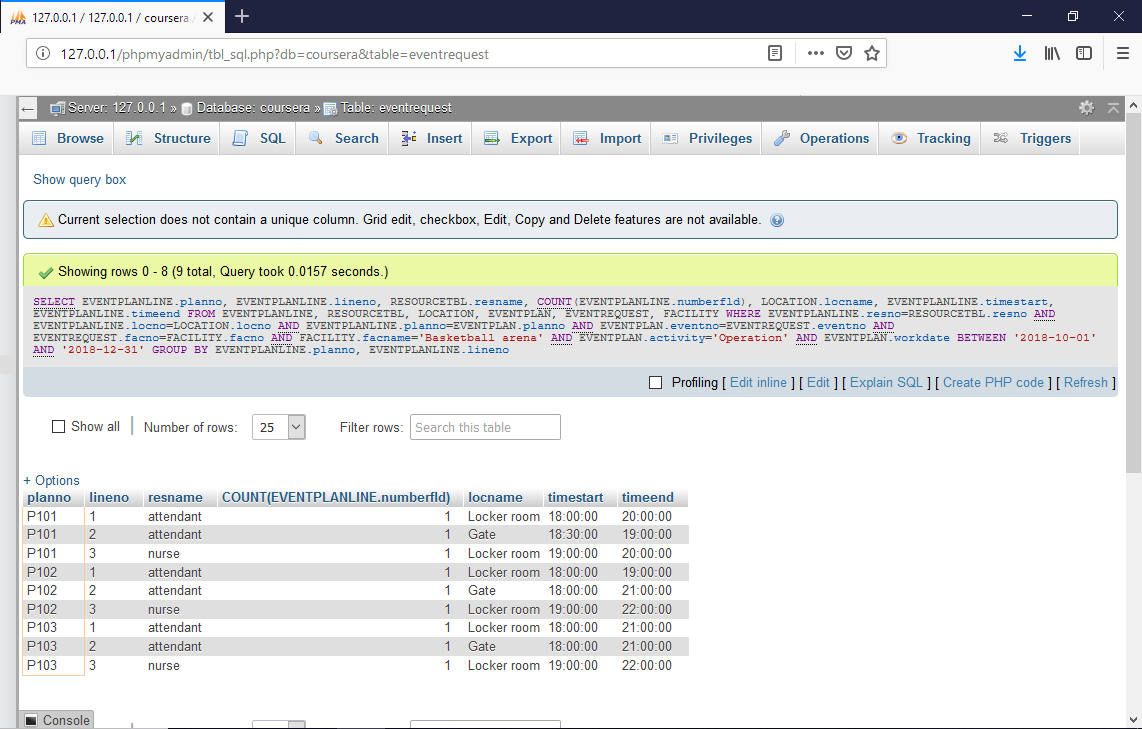 PMA 127.0.0.1 / 127.0.0.1 / coursera
127.0.0.1/phpmyadmin/tbl_sql.php?db=coursera&table=eventrequest
Server: 127.0.0.1 » Database: coursera » Table: eventrequest
Browse Structure SQL Search Insert Export Import Privileges Operations Tracking Triggers
Show query box
Current selection does not contain a unique column. Grid edit, checkbox, Edit, Copy and Delete features are not available.
Showing rows 0 - 8 (9 total, Query took 0.0157 seconds.)
SELECT EVENTPLANLINE.planno, EVENTPLANLINE.lineno, RESOURCETBL.resname, COUNT(EVENTPLANLINE.numberfld), LOCATION.locname, EVENTPLANLINE.timestart,
EVENTPLANLINE.timeend FROM EVENTPLANLINE, RESOURCETBL, LOCATION, EVENTPLAN, EVENTREQUEST, FACILITY WHERE EVENTPLANLINE.resno=RESOURCETBL.resno AND
EVENTPLANLINE.locno=LOCATION.locno AND EVENTPLANLINE.planno=EVENTPLAN.planno AND EVENTPLAN.eventno=EVENTREQUEST.eventno AND
EVENTREQUEST.facno=FACILITY.facno AND FACILITY.facname='Basketball arena' AND EVENTPLAN.activity='Operation' AND EVENTPLAN.workdate BETWEEN '2018-10-01'
AND '2018-12-31' GROUP BY EVENTPLANLINE.planno, EVENTPLANLINE.lineno
Profiling [ Edit inline ] [ Edit ] [ Explain SQL ] [ Create PHP code ] [ Refresh ]
Show all Number of rows: 25 Filter rows: Search this table
+ Options
planno lineno resname COUNT(EVENTPLANLINE.numberfld) locname timestart timeend
P101 1 attendant 1 Locker room 18:00:00 20:00:00
P101 2 attendant 1 Gate 18:30:00 19:00:00
P101 3 nurse 1 Locker room 19:00:00 20:00:00
P102 1 attendant 1 Locker room 18:00:00 19:00:00
P102 2 attendant 1 Gate 18:00:00 21:00:00
P102 3 nurse 1 Locker room 19:00:00 22:00:00
P103 1 attendant 1 Locker room 18:00:00 21:00:00
P103 2 attendant 1 Gate 18:00:00 21:00:00
P103 3 nurse 1 Locker room 19:00:00 22:00:00
Console